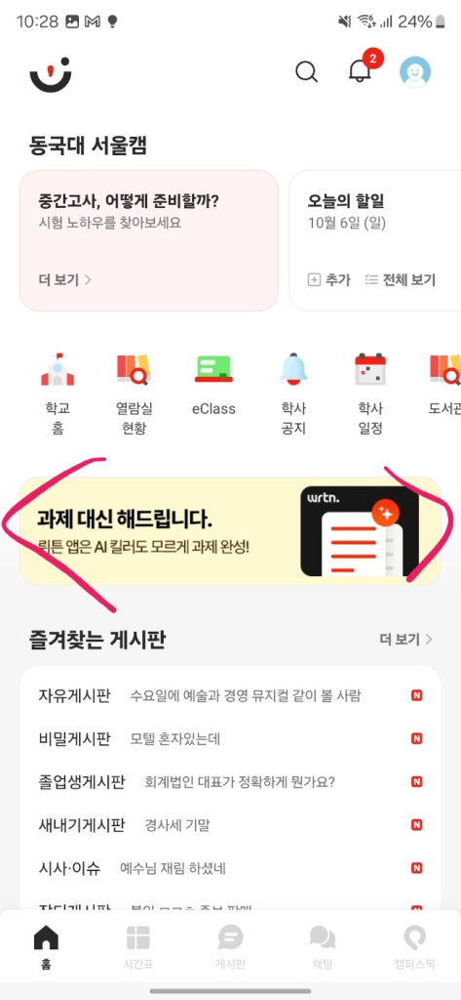 10:28
24%
2
동국대 서울캠
중간고사, 어떻게 준비할까?
시험 노하우를 찾아보세요
더 보기 >
오늘의 할일
10월 6일 (일)
추가 전체 보기
학교
홈
열람실
현황
eClass
학사
공지
학사
일정
도서관
과제 대신 해드립니다.
뤼튼 앱은 AI 킬러도 모르게 과제 완성!
wrtn.
즐겨찾는 게시판
더 보기 >
자유게시판 수요일에 예술과 경영 뮤지컬 같이 볼 사람 N
비밀게시판 모텔 혼자있는데 N
졸업생게시판 회계법인 대표가 정확하게 뭔가요? N
새내기게시판 경사세 기말 N
시사·이슈 예수님 재림 하셨네 N
홈
시간표
게시판
채팅
캠퍼스픽